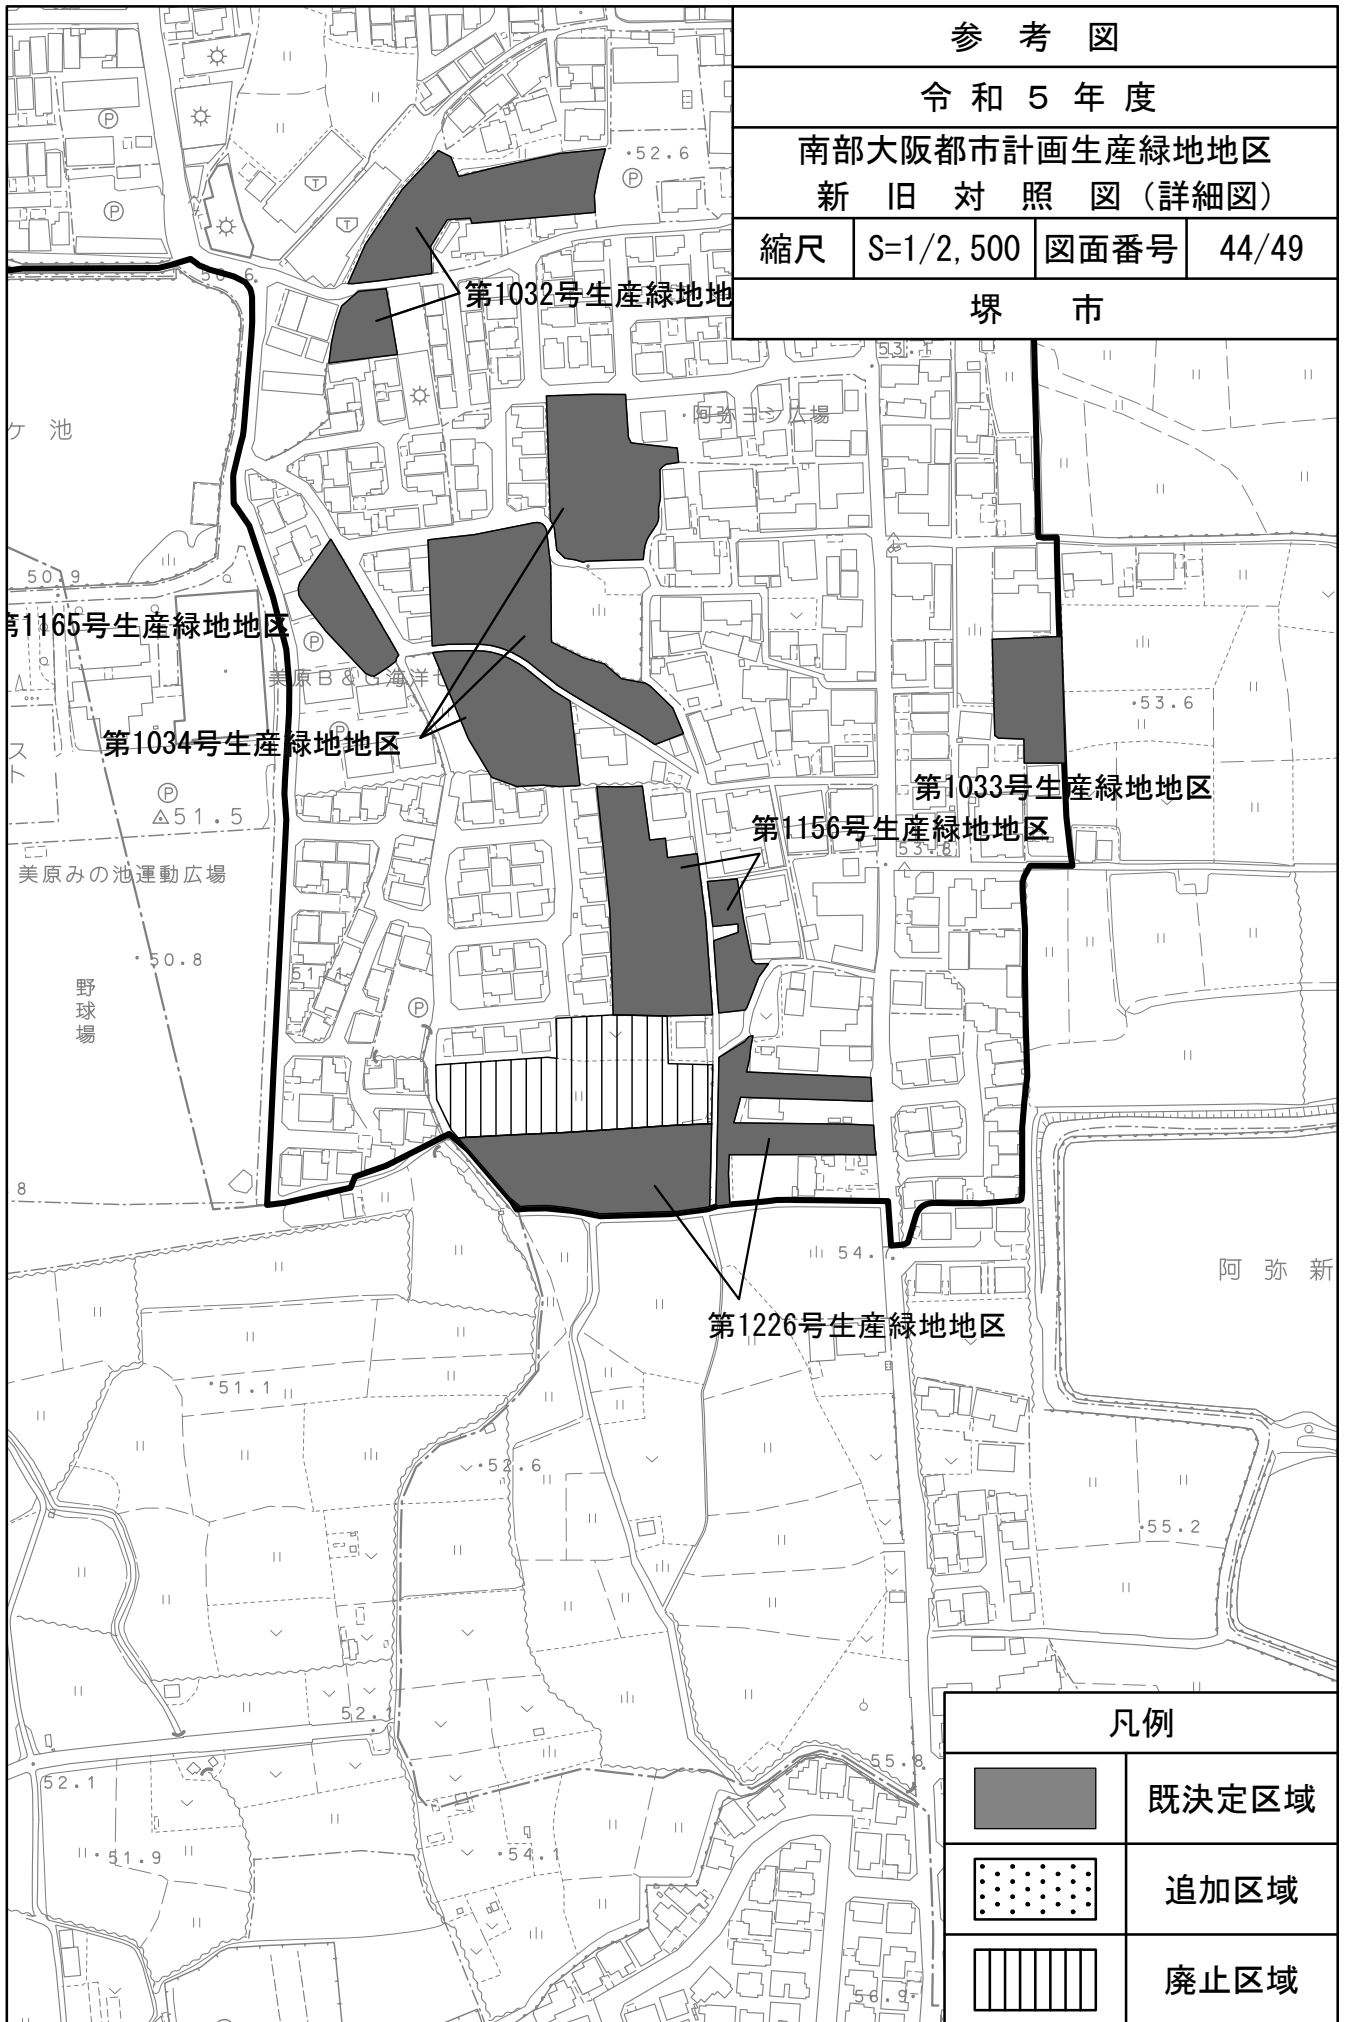 参考図
令和５年度
南部大阪都市計画生産緑地地区
新旧対照図（詳細図）
縮尺 S=1/2,500 図面番号 44/49
堺市
・52.6
50.6
第1032号生産緑地地
53.1
ケ池
・阿弥ヨシ広場
50.9
第1165号生産緑地地区
美原Ｂ＆Ｇ海洋セ
・53.6
第1034号生産緑地地区
スト
第1033号生産緑地地区
51.5
第1156号生産緑地地区
53.8
美原みの池運動広場
・50.8
51.1
野球場
8
54.7
阿弥新
第1226号生産緑地地区
・51.1
・52.6
・55.2
52.1
55.8
52.1
・51.9
・54.1
56.9
凡例
既決定区域
追加区域
廃止区域